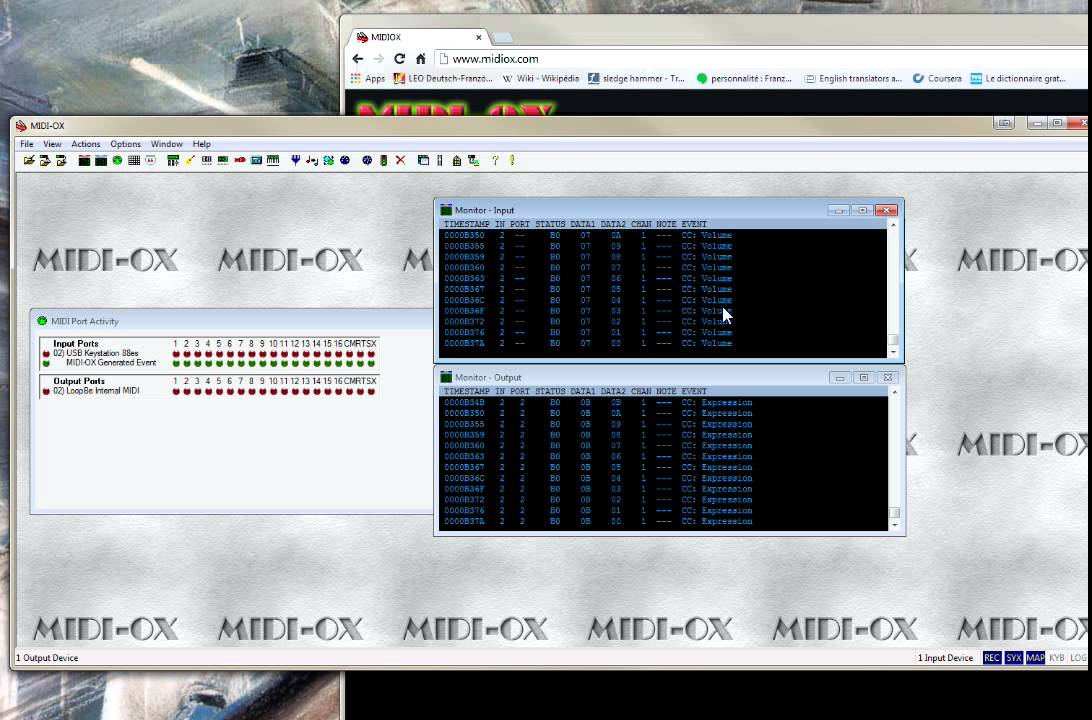 MIDIOX
www.midiox.com
Apps LEO Deutsch-Franzö... Wiki - Wikipédia sledge hammer - Tr... personnalité : Franz... English translators a... Coursera Le dictionnaire grat...
MIDI-OX
MIDI-OX
File View Actions Options Window Help
Monitor - Input
TIMESTAMP IN PORT STATUS DATA1 DATA2 CHAN NOTE EVENT
0000B350 2 -- B0 07 0A 1 --- CC: Volume
0000B355 2 -- B0 07 09 1 --- CC: Volume
0000B359 2 -- B0 07 08 1 --- CC: Volume
0000B360 2 -- B0 07 07 1 --- CC: Volume
0000B363 2 -- B0 07 06 1 --- CC: Volume
0000B367 2 -- B0 07 05 1 --- CC: Volume
0000B36C 2 -- B0 07 04 1 --- CC: Volume
0000B36F 2 -- B0 07 03 1 --- CC: Volume
0000B372 2 -- B0 07 02 1 --- CC: Volume
0000B376 2 -- B0 07 01 1 --- CC: Volume
0000B37A 2 -- B0 07 00 1 --- CC: Volume
MIDI-OX MIDI-OX MIDI-OX
MIDI Port Activity
Input Ports 1 2 3 4 5 6 7 8 9 10 11 12 13 14 15 16 CMRTSX
02) USB Keystation 88es
MIDI-OX Generated Event
Output Ports 1 2 3 4 5 6 7 8 9 10 11 12 13 14 15 16 CMRTSX
02) LoopBe Internal MIDI
Monitor - Output
TIMESTAMP IN PORT STATUS DATA1 DATA2 CHAN NOTE EVENT
0000B34B 2 2 B0 0B 0B 1 --- CC: Expression
0000B350 2 2 B0 0B 0A 1 --- CC: Expression
0000B355 2 2 B0 0B 09 1 --- CC: Expression
0000B359 2 2 B0 0B 08 1 --- CC: Expression
0000B360 2 2 B0 0B 07 1 --- CC: Expression
0000B363 2 2 B0 0B 06 1 --- CC: Expression
0000B367 2 2 B0 0B 05 1 --- CC: Expression
0000B36C 2 2 B0 0B 04 1 --- CC: Expression
0000B36F 2 2 B0 0B 03 1 --- CC: Expression
0000B372 2 2 B0 0B 02 1 --- CC: Expression
0000B376 2 2 B0 0B 01 1 --- CC: Expression
0000B37A 2 2 B0 0B 00 1 --- CC: Expression
MIDI-OX
MIDI-OX MIDI-OX MIDI-OX MIDI-OX MIDI-OX MIDI-OX
1 Output Device 1 Input Device REC SYX MAP KYB LOG